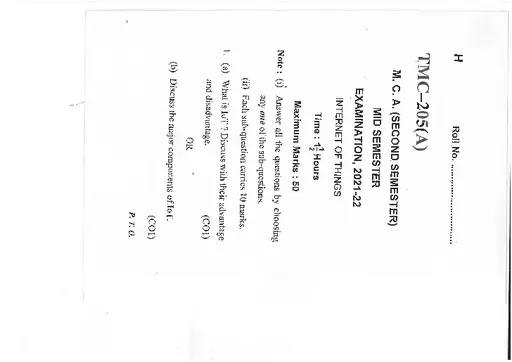 H
Roll No. ..............................
TMC–205(A)
M. C. A. (SECOND SEMESTER)
MID SEMESTER
EXAMINATION, 2021-22
INTERNET OF THINGS
Time : 1½ Hours
Maximum Marks : 50
Note : (i) Answer all the questions by choosing
any one of the sub-questions.
(ii) Each sub-question carries 10 marks.
1. (a) What is IoT ? Discuss with their advantage
and disadvantage. (CO1)
OR
(b) Discuss the major components of IoT. (CO1)
P. T. O.